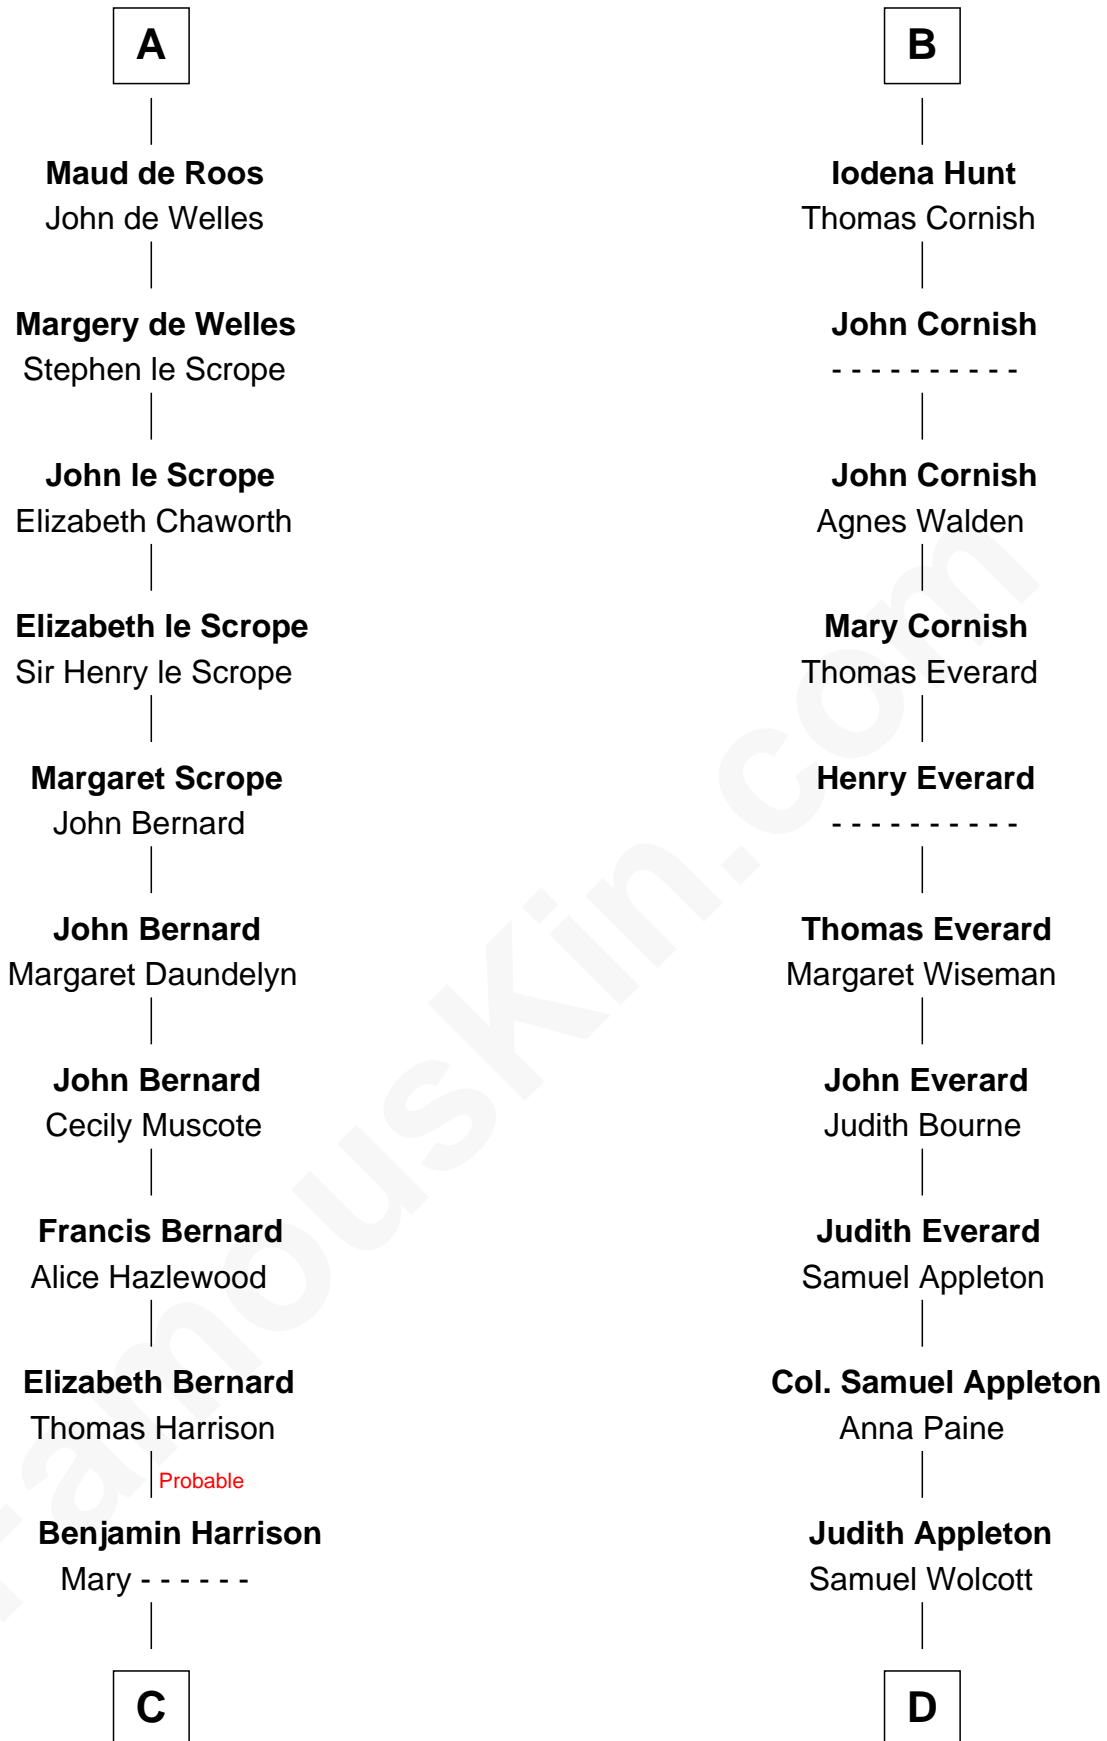 A
Maud de Roos
John de Welles
Margery de Welles
Stephen le Scrope
John le Scrope
Elizabeth Chaworth
Elizabeth le Scrope
Sir Henry le Scrope
Margaret Scrope
John Bernard
John Bernard
Margaret Daundelyn
John Bernard
Cecily Muscote
Francis Bernard
Alice Hazlewood
Elizabeth Bernard
Thomas Harrison
Probable
Benjamin Harrison
Mary - - - - - -
C
B
Iodena Hunt
Thomas Cornish
John Cornish
- - - - - - - - - -
John Cornish
Agnes Walden
Mary Cornish
Thomas Everard
Henry Everard
- - - - - - - - - -
Thomas Everard
Margaret Wiseman
John Everard
Judith Bourne
Judith Everard
Samuel Appleton
Col. Samuel Appleton
Anna Paine
Judith Appleton
Samuel Wolcott
D
FamousKin.com